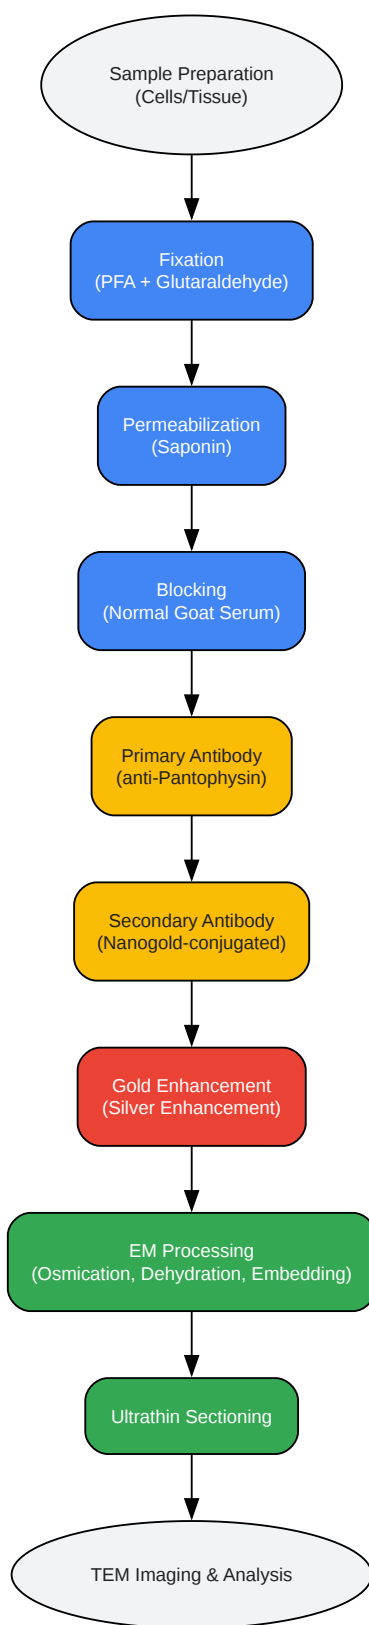 Sample Preparation
(Cells/Tissue)
Fixation
(PFA + Glutaraldehyde)
Permeabilization
(Saponin)
Blocking
(Normal Goat Serum)
Primary Antibody
(anti-Pantophysin)
Secondary Antibody
(Nanogold-conjugated)
Gold Enhancement
(Silver Enhancement)
EM Processing
(Osmication, Dehydration, Embedding)
Ultrathin Sectioning
TEM Imaging & Analysis